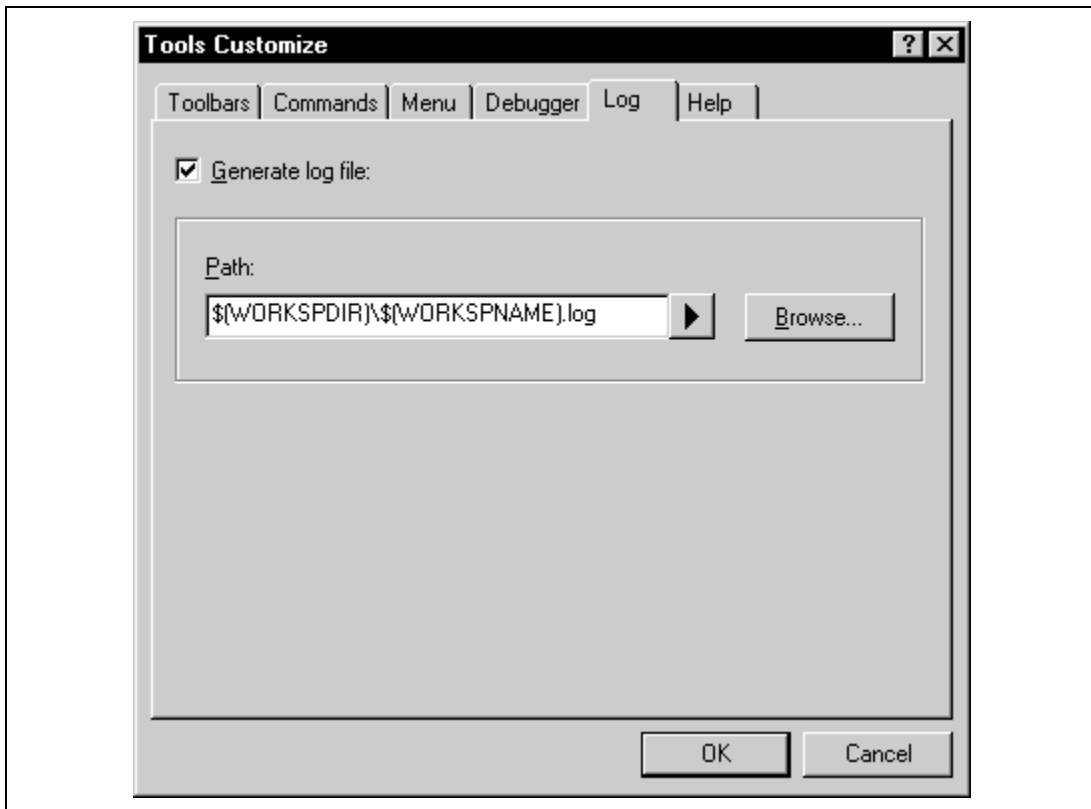 Tools Customize
Toolbars Commands Menu Debugger Log Help
Generate log file:
Path:
$(WORKSPDIR)\$(WORKSPNAME).log Browse...
OK Cancel